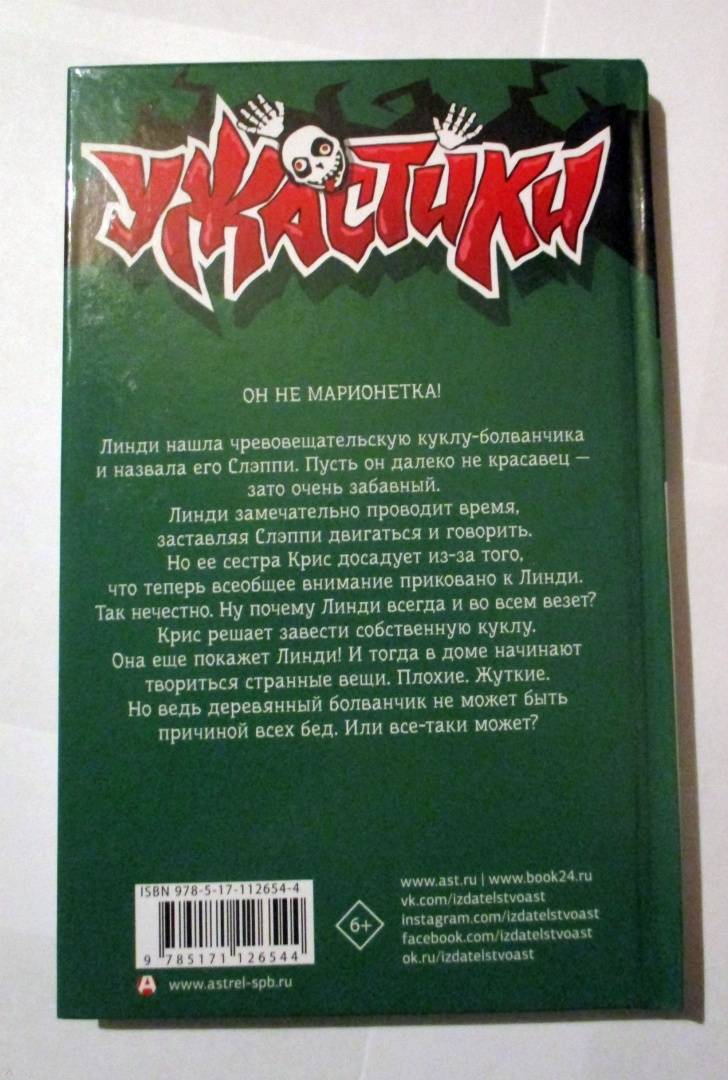 УЖАСТИКИ
ОН НЕ МАРИОНЕТКА!
Линди нашла чревовещательскую куклу-болванчика
и назвала его Слэппи. Пусть он далеко не красавец —
зато очень забавный.
Линди замечательно проводит время,
заставляя Слэппи двигаться и говорить.
Но ее сестра Крис досадует из-за того,
что теперь всеобщее внимание приковано к Линди.
Так нечестно. Ну почему Линди всегда и во всем везет?
Крис решает завести собственную куклу.
Она еще покажет Линди! И тогда в доме начинают
твориться странные вещи. Плохие. Жуткие.
Но ведь деревянный болванчик не может быть
причиной всех бед. Или все-таки может?
ISBN 978-5-17-112654-4
9 785171 126544
www.astrel-spb.ru
6+
www.ast.ru | www.book24.ru
vk.com/izdatelstvoast
instagram.com/izdatelstvoast
facebook.com/izdatelstvoast
ok.ru/izdatelstvoast